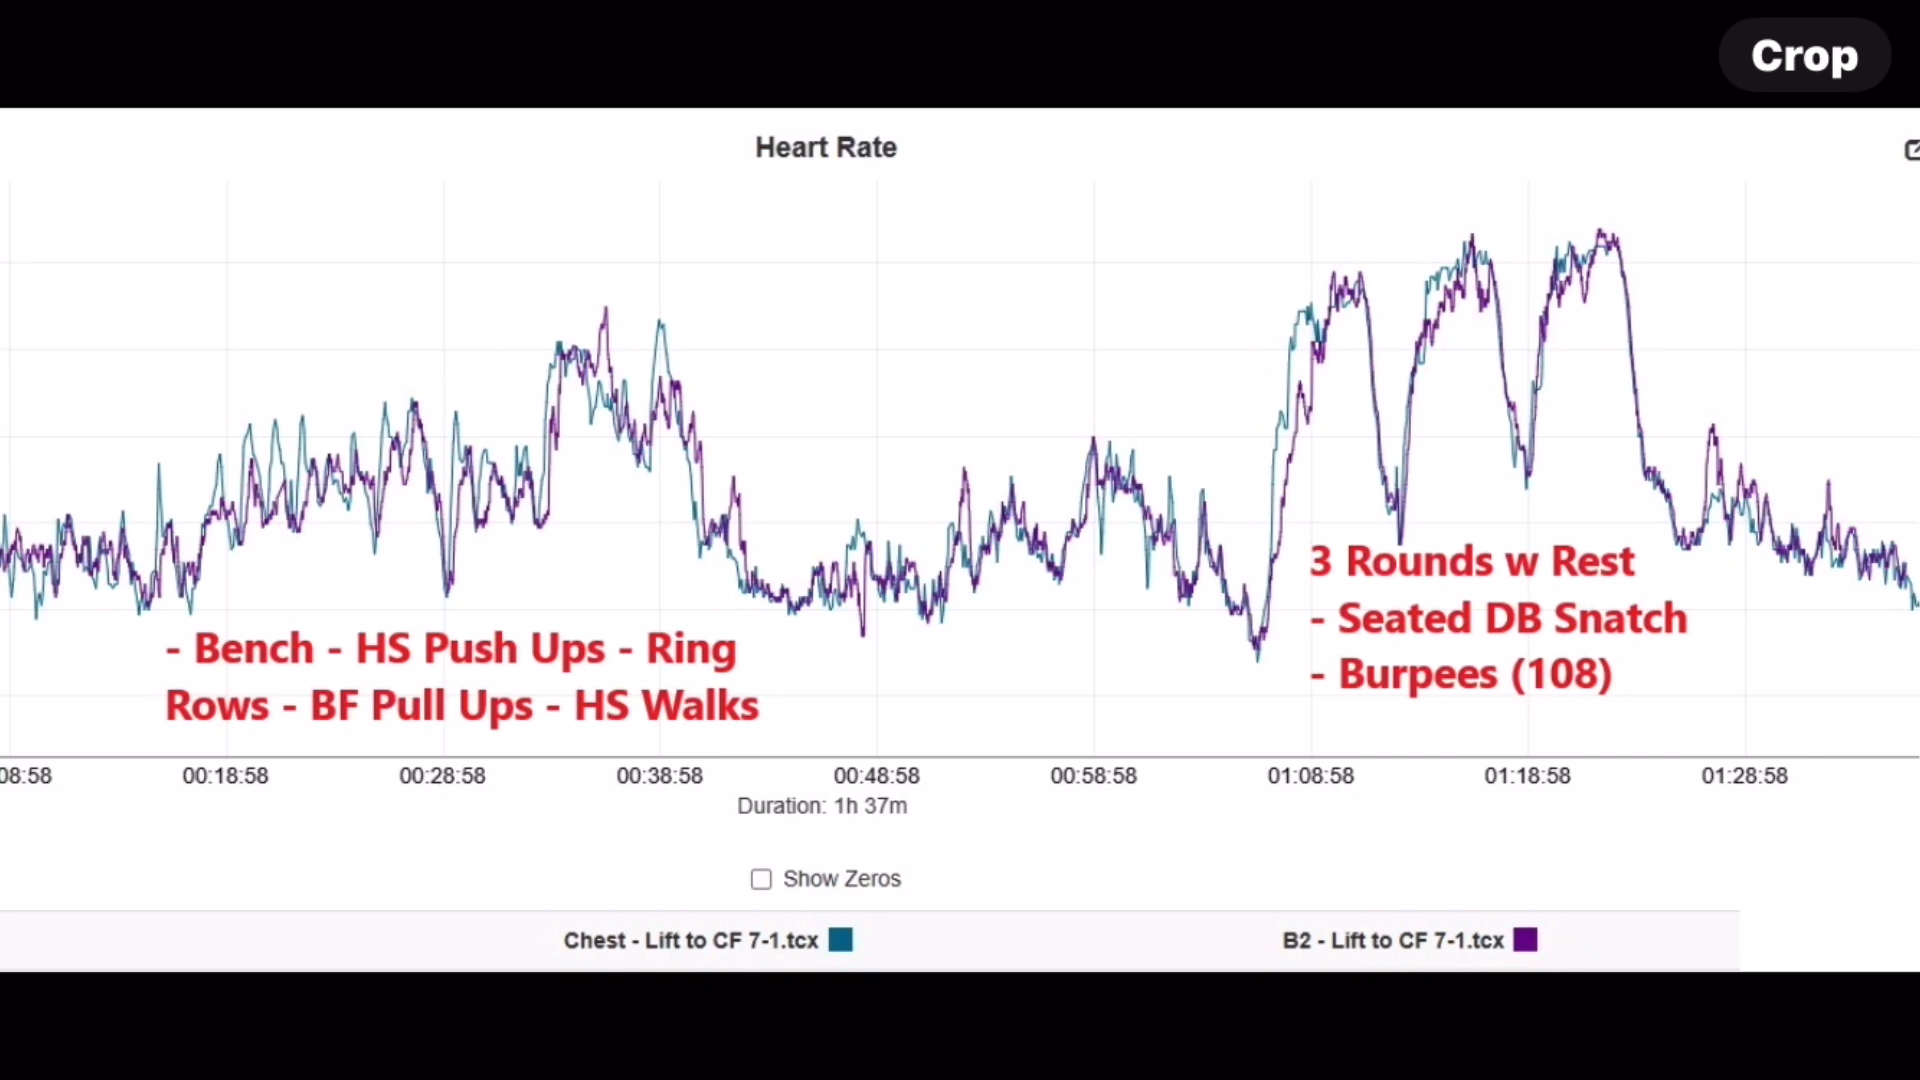 Crop
Heart Rate
- Bench - HS Push Ups - Ring
Rows - BF Pull Ups - HS Walks
3 Rounds w Rest
- Seated DB Snatch
- Burpees (108)
08:58 00:18:58 00:28:58 00:38:58 00:48:58 00:58:58 01:08:58 01:18:58 01:28:58
Duration: 1h 37m
Show Zeros
Chest - Lift to CF 7-1.tcx B2 - Lift to CF 7-1.tcx